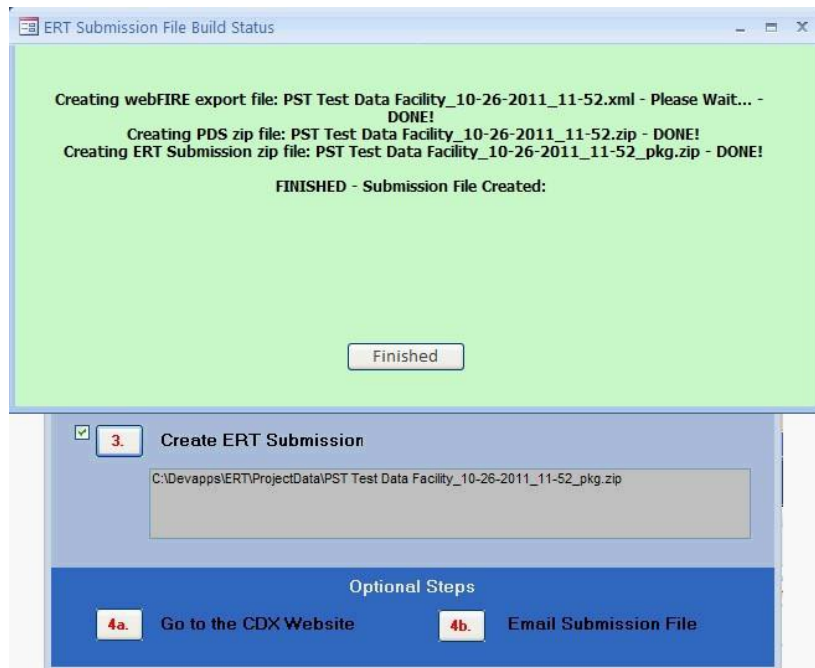 ERT Submission File Build Status
Creating webFIRE export file: PST Test Data Facility_10-26-2011_11-52.xml - Please Wait... -
DONE!
Creating PDS zip file: PST Test Data Facility_10-26-2011_11-52.zip - DONE!
Creating ERT Submission zip file: PST Test Data Facility_10-26-2011_11-52_pkg.zip - DONE!
FINISHED - Submission File Created:
Finished
3. Create ERT Submission
C:\Devapps\ERT\ProjectData\PST Test Data Facility_10-26-2011_11-52_pkg.zip
Optional Steps
4a. Go to the CDX Website 4b. Email Submission File